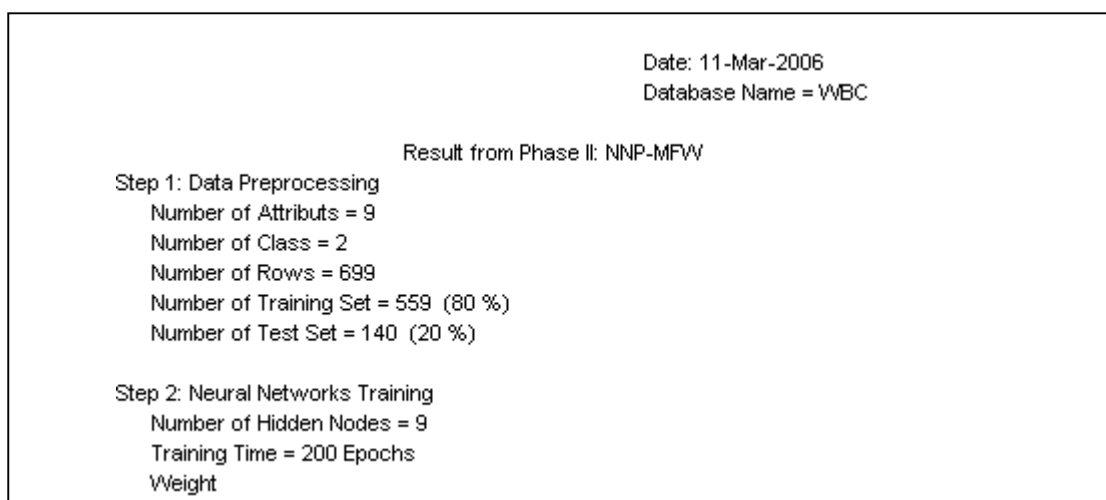 Date: 11-Mar-2006
Database Name = WBC
Result from Phase II: NNP-MFW
Step 1: Data Preprocessing
Number of Attributs = 9
Number of Class = 2
Number of Rows = 699
Number of Training Set = 559 (80 %)
Number of Test Set = 140 (20 %)
Step 2: Neural Networks Training
Number of Hidden Nodes = 9
Training Time = 200 Epochs
Weight